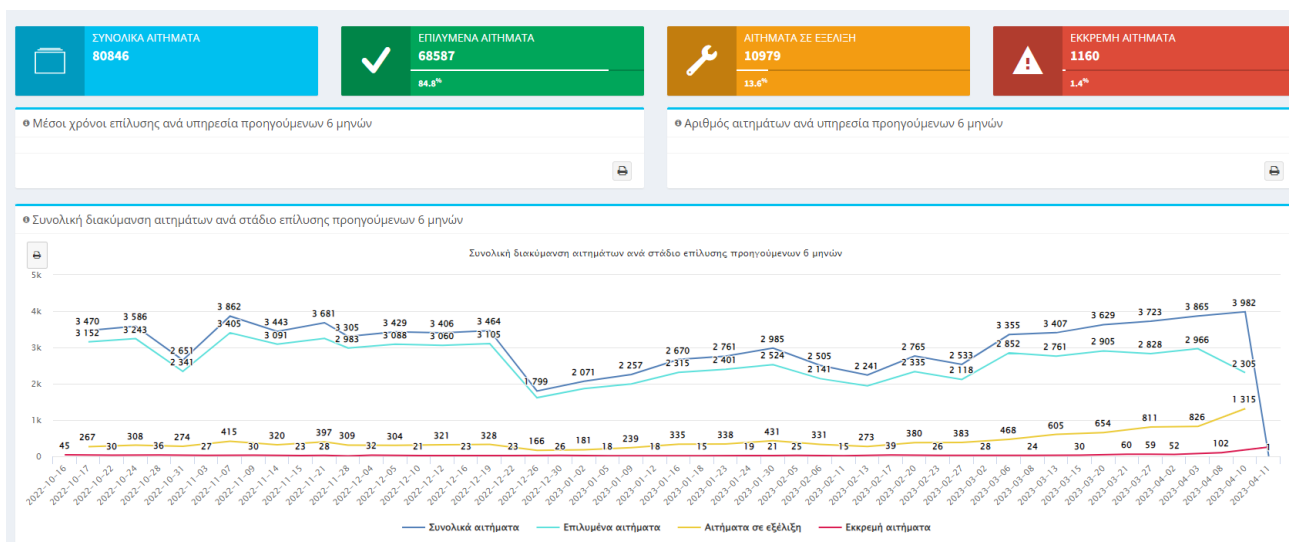 ΣΥΝΟΛΙΚΑ ΑΙΤΗΜΑΤΑ
80846
ΕΠΙΛΥΜΕΝΑ ΑΙΤΗΜΑΤΑ
68587
84.8%
ΑΙΤΗΜΑΤΑ ΣΕ ΕΞΕΛΙΞΗ
10979
13.6%
ΕΚΚΡΕΜΗ ΑΙΤΗΜΑΤΑ
1160
1.4%
Μέσοι χρόνοι επίλυσης ανά υπηρεσία προηγούμενων 6 μηνών
Αριθμός αιτημάτων ανά υπηρεσία προηγούμενων 6 μηνών
Συνολική διακύμανση αιτημάτων ανά στάδιο επίλυσης προηγούμενων 6 μηνών
Συνολική διακύμανση αιτημάτων ανά στάδιο επίλυσης προηγούμενων 6 μηνών
5k
4k
3k
2k
1k
0
3 470 3 586 2 651 3 862 3 443 3 681 3 305 3 429 3 406 3 464 1 799 2 071 2 257 2 670 2 761 2 985 2 505 2 241 2 765 2 533 3 355 3 407 3 629 3 723 3 865 3 982 1
3 152 3 243 2 341 3 405 3 091 2 983 3 088 3 060 3 105 2 315 2 401 2 524 2 141 2 335 2 118 2 852 2 761 2 905 2 828 2 966 2 305
267 308 274 415 320 397 309 304 321 328 166 181 239 335 338 431 331 273 380 383 468 605 654 811 826 1 315
45 30 36 27 30 23 28 32 21 23 23 26 18 18 15 19 21 25 15 39 26 28 24 30 60 59 52 102
2022-10-16 2022-10-17 2022-10-22 2022-10-24 2022-10-28 2022-10-31 2022-11-03 2022-11-07 2022-11-09 2022-11-14 2022-11-15 2022-11-21 2022-11-28 2022-12-04 2022-12-05 2022-12-10 2022-12-12 2022-12-17 2022-12-19 2022-12-22 2022-12-26 2022-12-30 2023-01-02 2023-01-05 2023-01-09 2023-01-12 2023-01-16 2023-01-18 2023-01-23 2023-01-24 2023-01-30 2023-02-05 2023-02-06 2023-02-11 2023-02-13 2023-02-17 2023-02-20 2023-02-23 2023-02-27 2023-03-02 2023-03-06 2023-03-08 2023-03-13 2023-03-15 2023-03-20 2023-03-21 2023-03-27 2023-04-02 2023-04-03 2023-04-08 2023-04-10 2023-04-11
Συνολικά αιτήματα Επιλυμένα αιτήματα Αιτήματα σε εξέλιξη Εκκρεμή αιτήματα